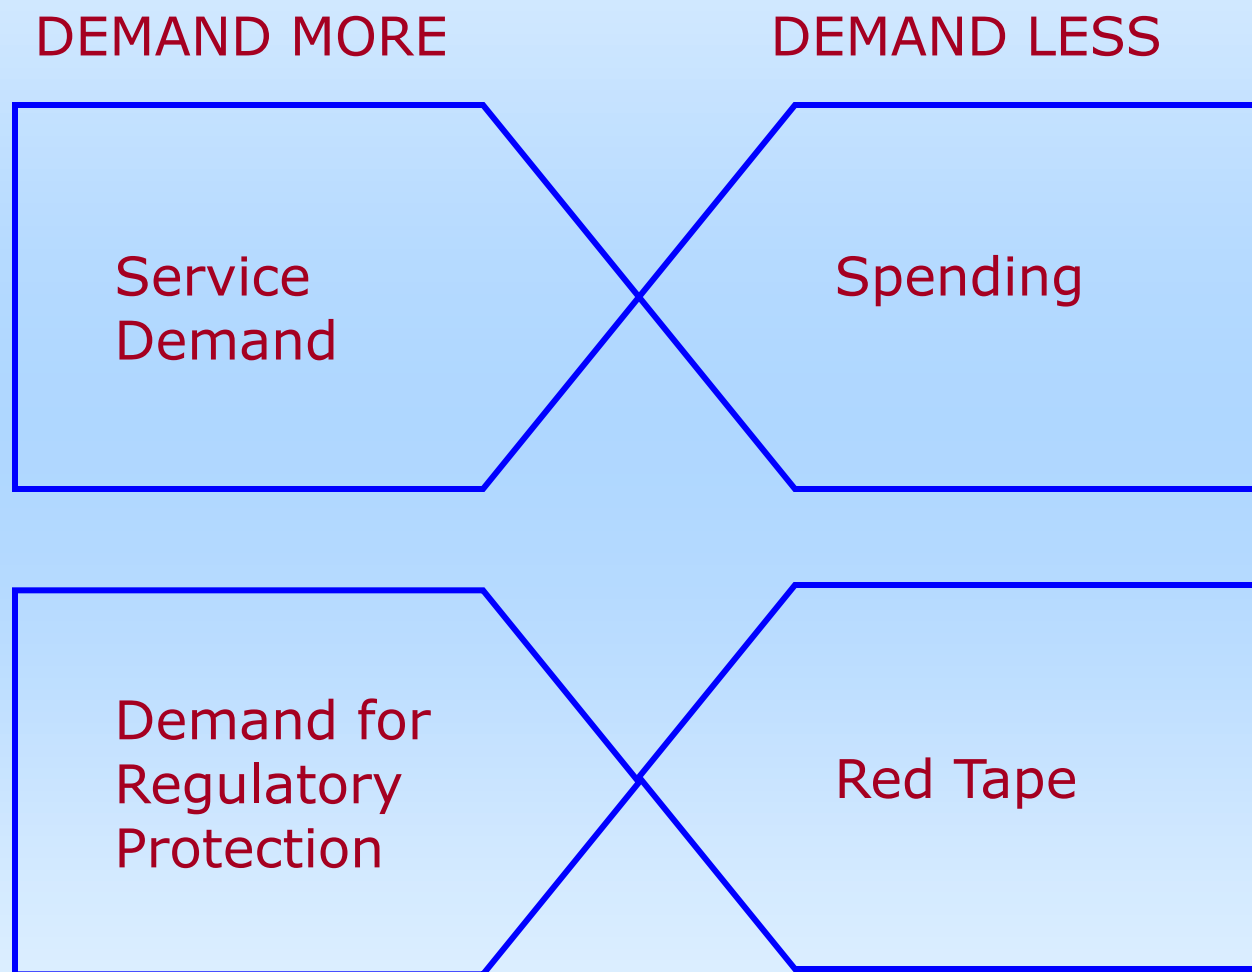 DEMAND MORE
DEMAND LESS
Service
Demand
Spending
Demand for
Regulatory
Protection
Red Tape